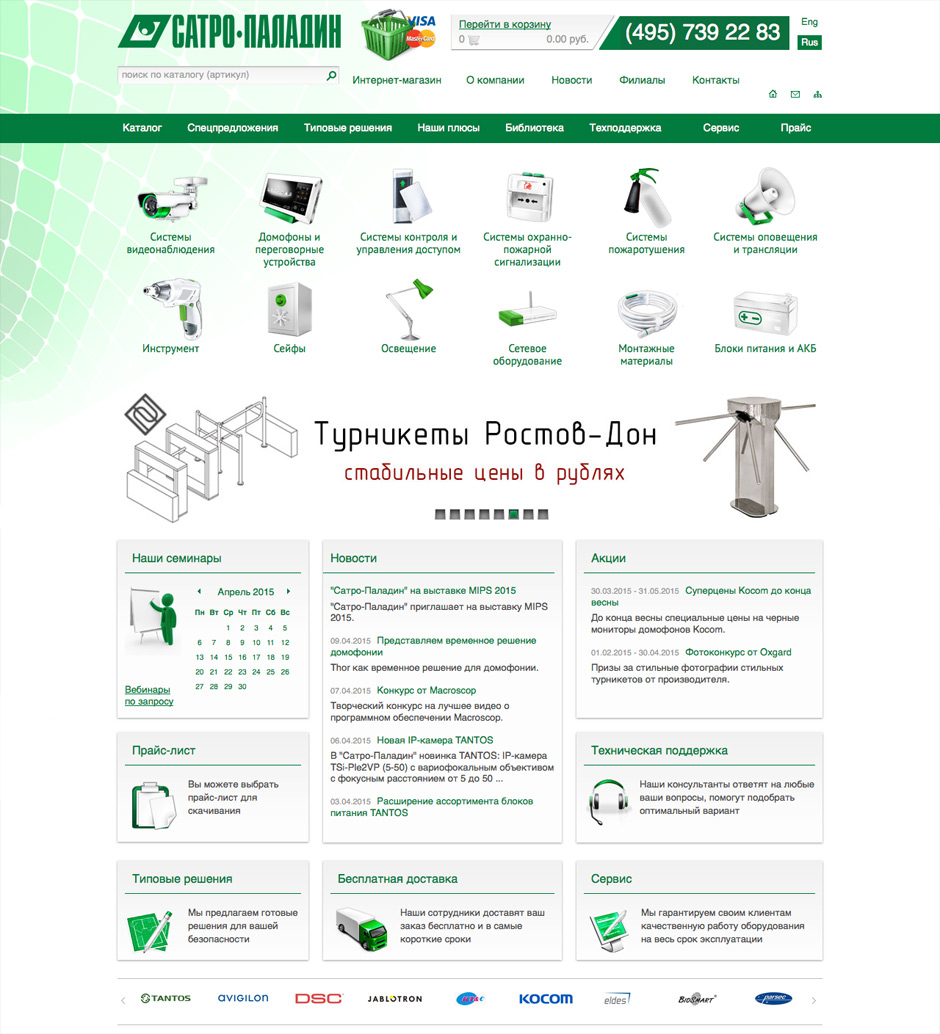 САТРО-ПАЛАДИН
VISA
MasterCard
Перейти в корзину
0
0.00 руб.
(495) 739 22 83
Eng
Rus
поиск по каталогу (артикул)
Интернет-магазин
О компании
Новости
Филиалы
Контакты
Каталог
Спецпредложения
Типовые решения
Наши плюсы
Библиотека
Техподдержка
Сервис
Прайс
Системы
видеонаблюдения
Домофоны и
переговорные
устройства
Системы контроля и
управления доступом
Системы охранно-
пожарной
сигнализации
Системы
пожаротушения
Системы оповещения
и трансляции
Инструмент
Сейфы
Освещение
Сетевое
оборудование
Монтажные
материалы
Блоки питания и АКБ
Турникеты Ростов-Дон
стабильные цены в рублях
Наши семинары
Апрель 2015
Пн Вт Ср Чт Пт Сб Вс
1 2 3 4 5
6 7 8 9 10 11 12
13 14 15 16 17 18 19
20 21 22 23 24 25 26
27 28 29 30
Вебинары
по запросу
Новости
"Сатро-Паладин" на выставке MIPS 2015
"Сатро-Паладин" приглашает на выставку MIPS
2015.
09.04.2015 Представляем временное решение
домофонии
Thor как временное решение для домофонии.
07.04.2015 Конкурс от Macroscop
Творческий конкурс на лучшее видео о
программном обеспечении Macroscop.
06.04.2015 Новая IP-камера TANTOS
В "Сатро-Паладин" новинка TANTOS: IP-камера
TSi-Ple2VP (5-50) с вариофокальным объективом
с фокусным расстоянием от 5 до 50 ...
03.04.2015 Расширение ассортимента блоков
питания TANTOS
Акции
30.03.2015 - 31.05.2015 Суперцены Kocom до конца
весны
До конца весны специальные цены на черные
мониторы домофонов Kocom.
01.02.2015 - 30.04.2015 Фотоконкурс от Oxgard
Призы за стильные фотографии стильных
турникетов от производителя.
Прайс-лист
Вы можете выбрать
прайс-лист для
скачивания
Техническая поддержка
Наши консультанты ответят на любые
ваши вопросы, помогут подобрать
оптимальный вариант
Типовые решения
Мы предлагаем готовые
решения для вашей
безопасности
Бесплатная доставка
Наши сотрудники доставят ваш
заказ бесплатно и в самые
короткие сроки
Сервис
Мы гарантируем своим клиентам
качественную работу оборудования
на весь срок эксплуатации
TANTOS
AVIGILON
DSC
JABLOTRON
KOCOM
eldes
BIOSMART
parsec